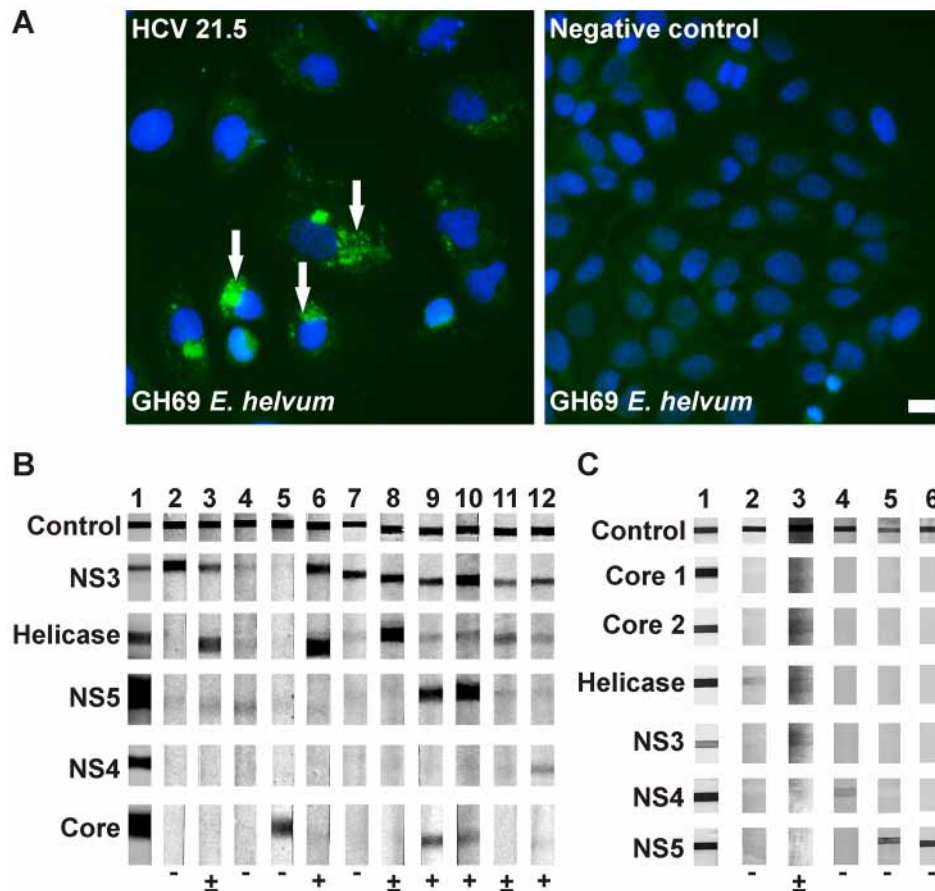 A
HCV 21.5
Negative control
GH69 E. helvum
GH69 E. helvum
B
1 2 3 4 5 6 7 8 9 10 11 12
Control
NS3
Helicase
NS5
NS4
Core
- ± - - + - ± + + ± +
C
1 2 3 4 5 6
Control
Core 1
Core 2
Helicase
NS3
NS4
NS5
- ± - - -